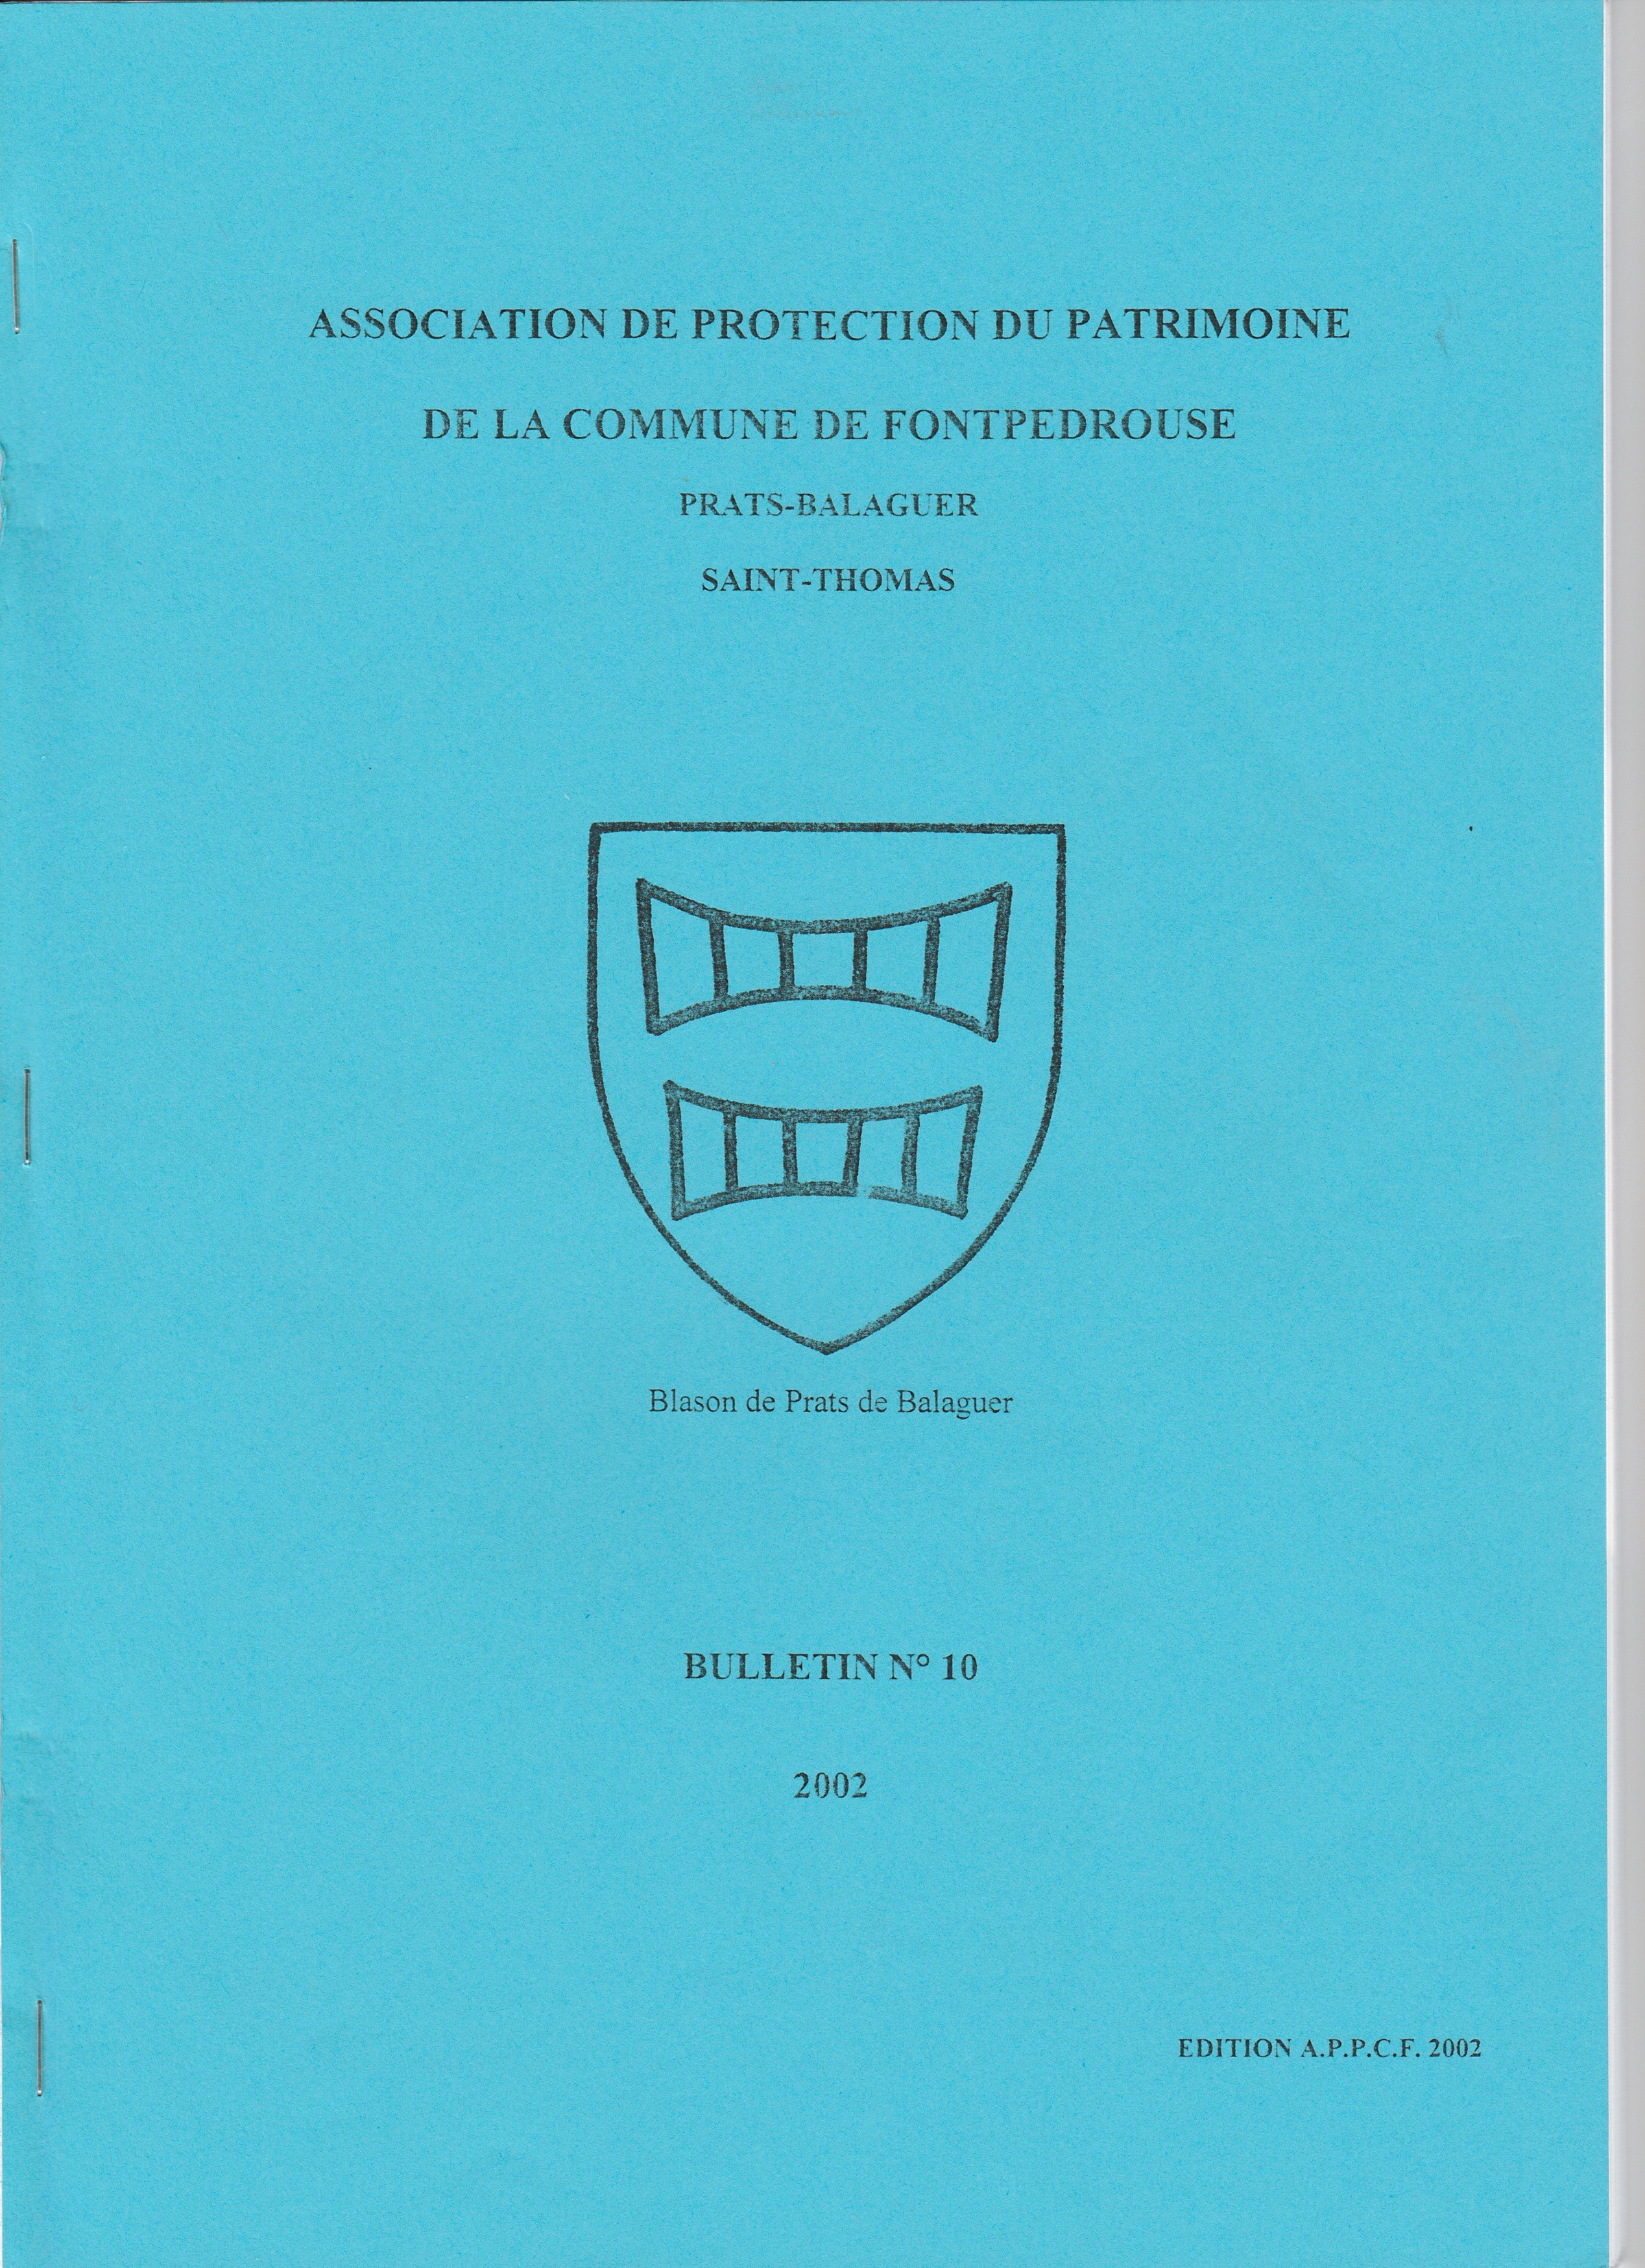 ASSOCIATION DE PROTECTION DU PATRIMOINE
DE LA COMMUNE DE FONTPEDROUSE
PRATS-BALAGUER
SAINT-THOMAS
Blason de Prats de Balaguer
BULLETIN N° 10
2002
EDITION A.P.P.C.F. 2002